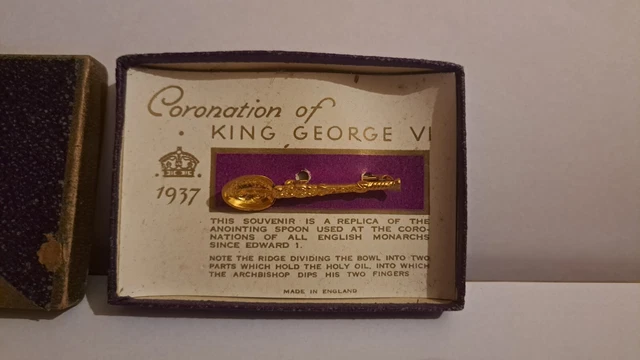 Coronation of
KING GEORGE VI
1937
THIS SOUVENIR IS A REPLICA OF THE
ANOINTING SPOON USED AT THE CORO-
NATIONS OF ALL ENGLISH MONARCHS
SINCE EDWARD 1.
NOTE THE RIDGE DIVIDING THE BOWL INTO TWO
PARTS WHICH HOLD THE HOLY OIL, INTO WHICH
THE ARCHBISHOP DIPS HIS TWO FINGERS
MADE IN ENGLAND